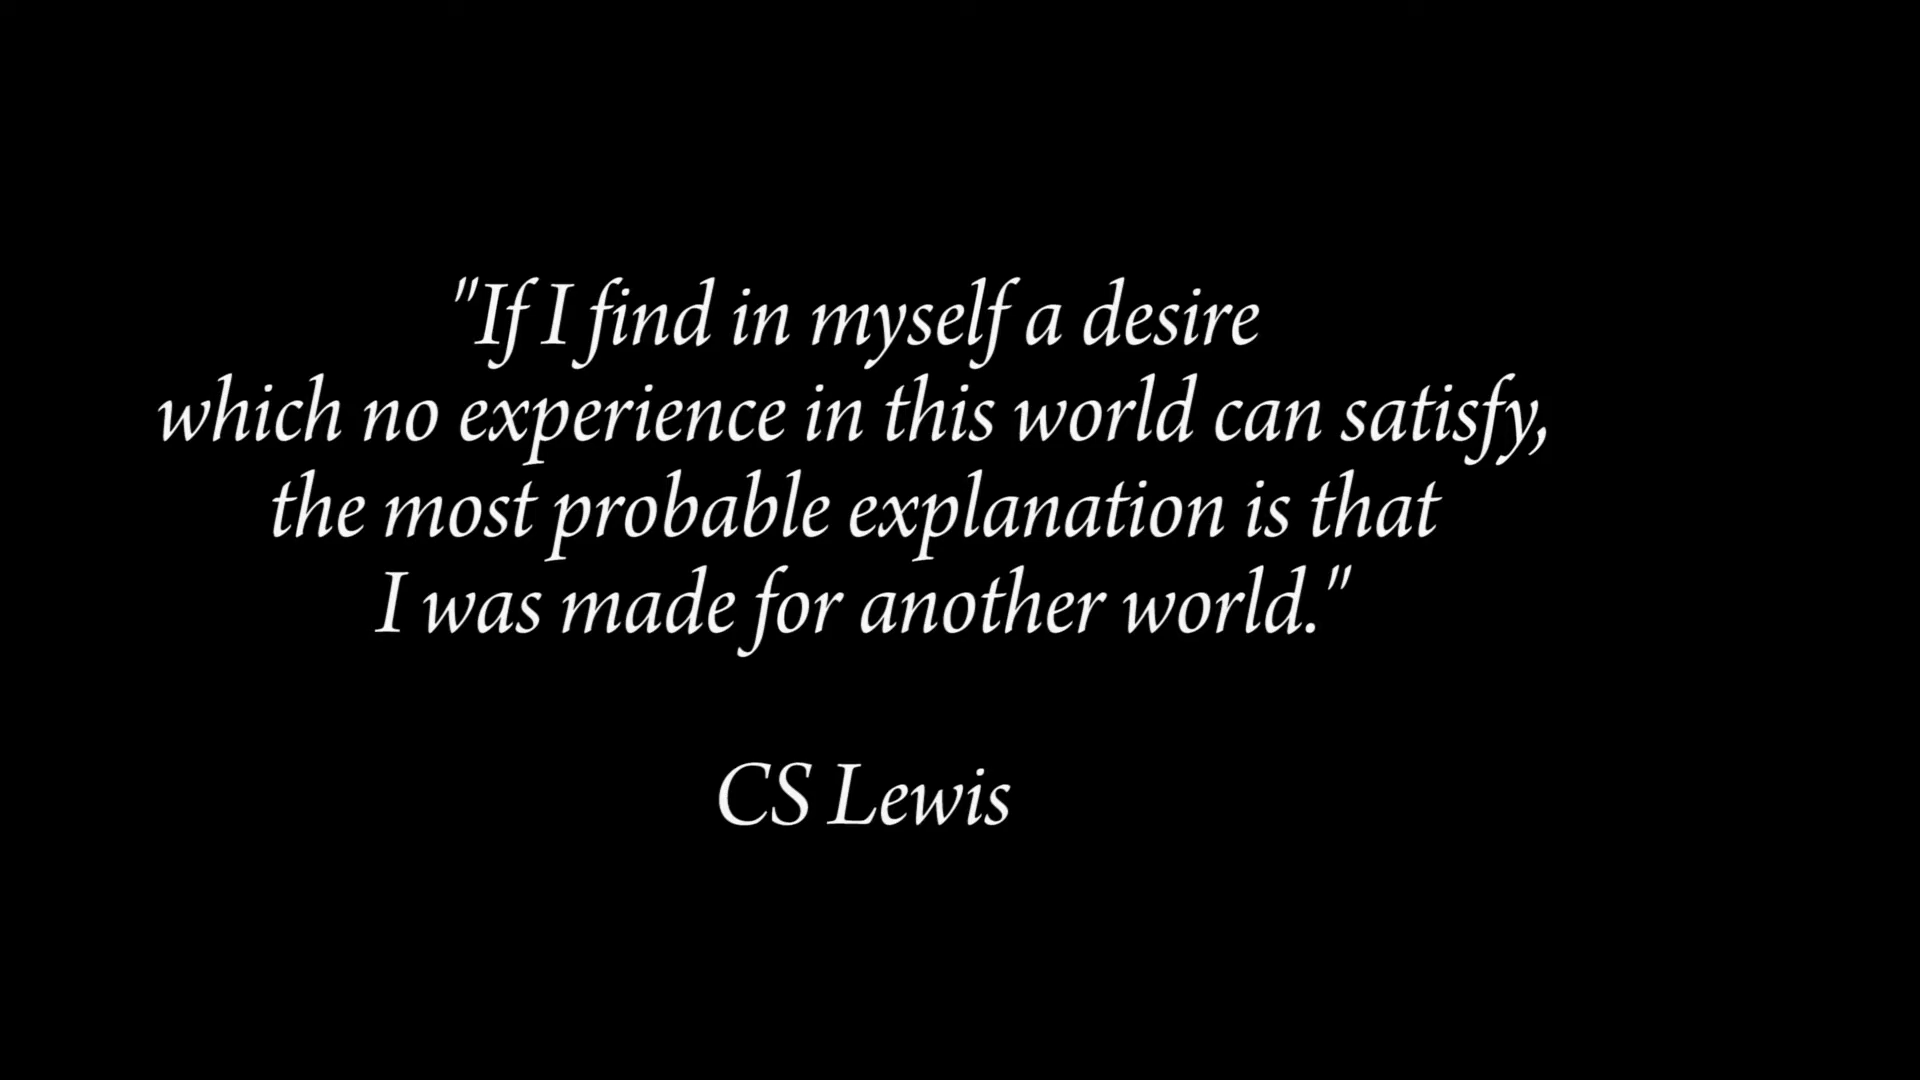 "If I find in myself a desire
which no experience in this world can satisfy,
the most probable explanation is that
I was made for another world."
CS Lewis